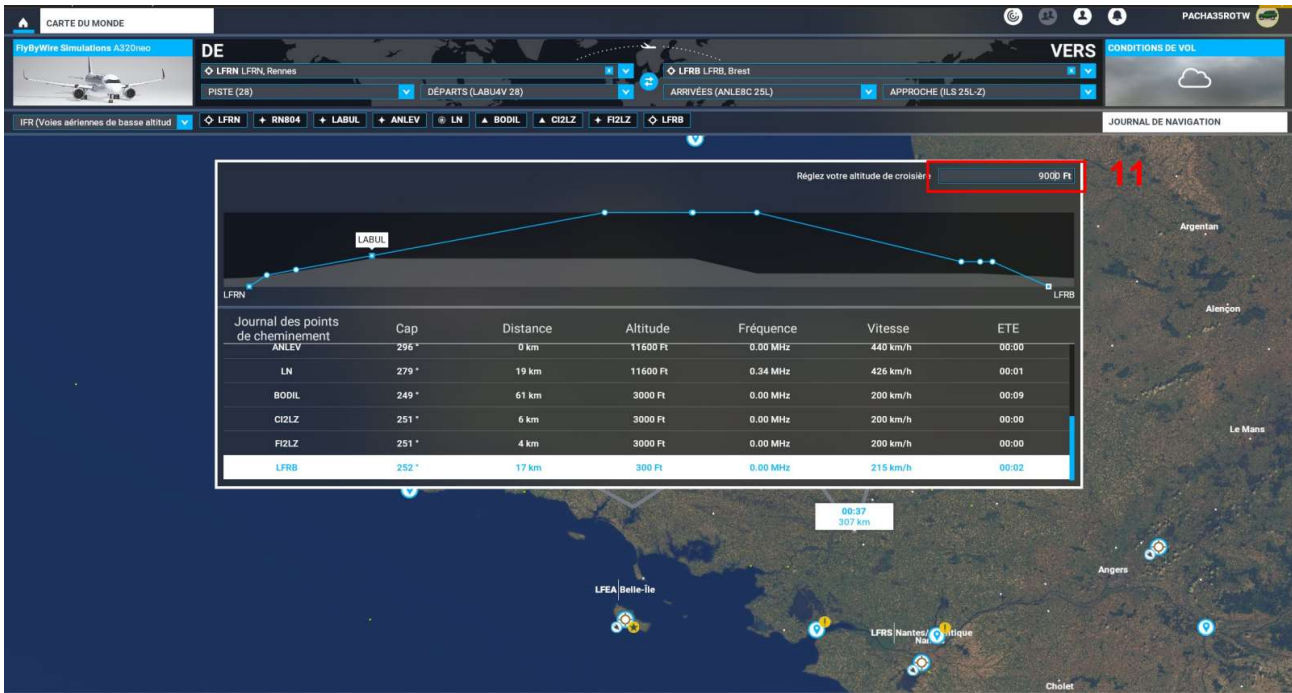 CARTE DU MONDE
PACHA35ROTW
FlyByWire Simulations A320neo
DE
VERS
CONDITIONS DE VOL
LFRN LFRN, Rennes
x
LFRB LFRB, Brest
x
PISTE (28)
DÉPARTS (LABU4V 28)
ARRIVÉES (ANLE8C 25L)
APPROCHE (ILS 25L-Z)
IFR (Voies aériennes de basse altitud
LFRN
RN804
LABUL
ANLEV
LN
BODIL
CI2LZ
FI2LZ
LFRB
JOURNAL DE NAVIGATION
Réglez votre altitude de croisière
9000 Ft
11
LABUL
LFRN
LFRB
Journal des points de cheminement Cap Distance Altitude Fréquence Vitesse ETE
ANLEV 296° 0 km 11600 Ft 0.00 MHz 440 km/h 00:00
LN 279° 19 km 11600 Ft 0.34 MHz 426 km/h 00:01
BODIL 249° 61 km 3000 Ft 0.00 MHz 200 km/h 00:09
CI2LZ 251° 6 km 3000 Ft 0.00 MHz 200 km/h 00:00
FI2LZ 251° 4 km 3000 Ft 0.00 MHz 200 km/h 00:00
LFRB 252° 17 km 300 Ft 0.00 MHz 215 km/h 00:02
Argentan
Alençon
Le Mans
00:37
307 km
Angers
LFEA Belle-Île
LFRS Nantes/
Cholet